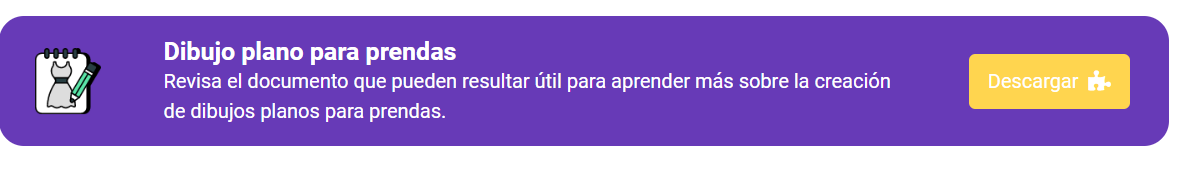 Dibujo plano para prendas
Revisa el documento que pueden resultar útil para aprender más sobre la creación
de dibujos planos para prendas.
Descargar